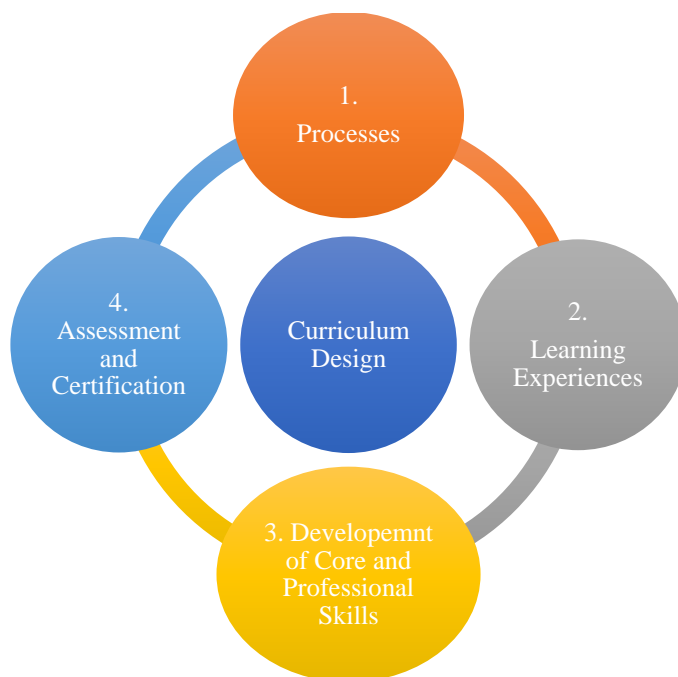 1.
Processes
2.
Learning
Experiences
3. Developemnt
of Core and
Professional
Skills
4.
Assessment
and
Certification
Curriculum
Design